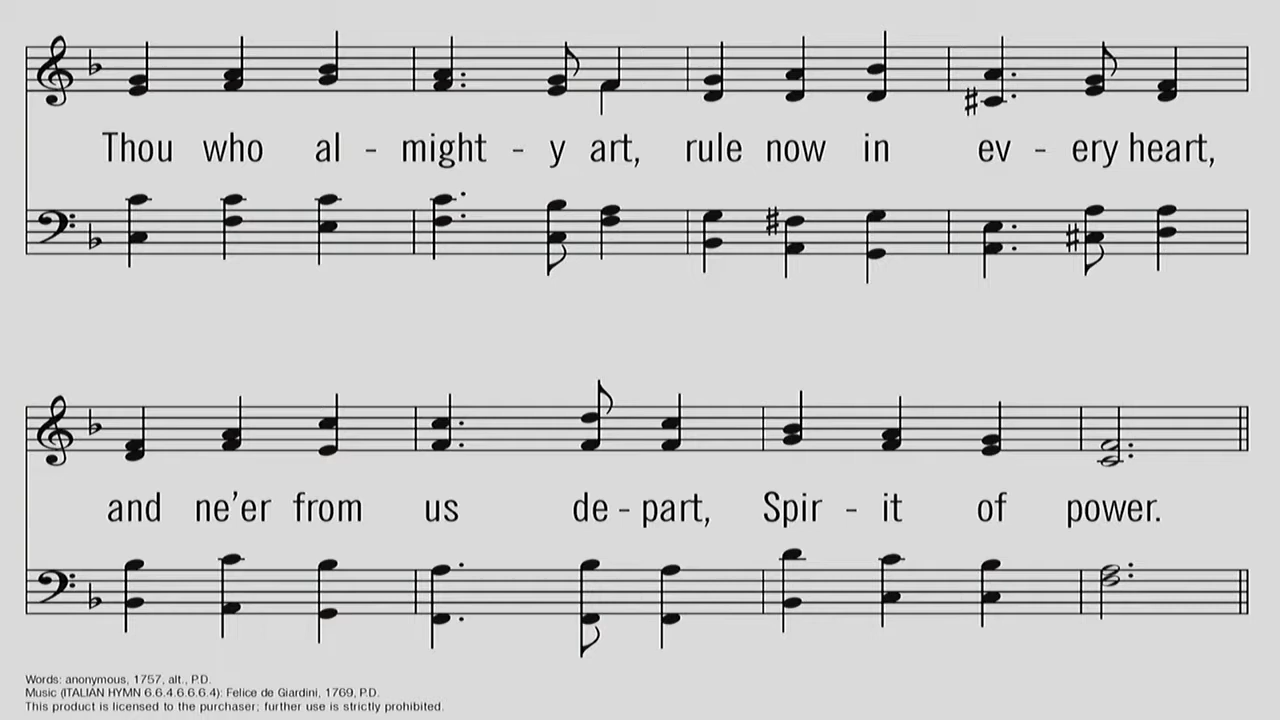 Thou who al - might - y art, rule now in ev - ery heart,
and ne’er from us de - part, Spir - it of power.
Words: anonymous, 1757, alt., P.D.
Music (ITALIAN HYMN 6.6.4.6.6.6.4): Felice de Giardini, 1769, P.D.
This product is licensed to the purchaser; further use is strictly prohibited.